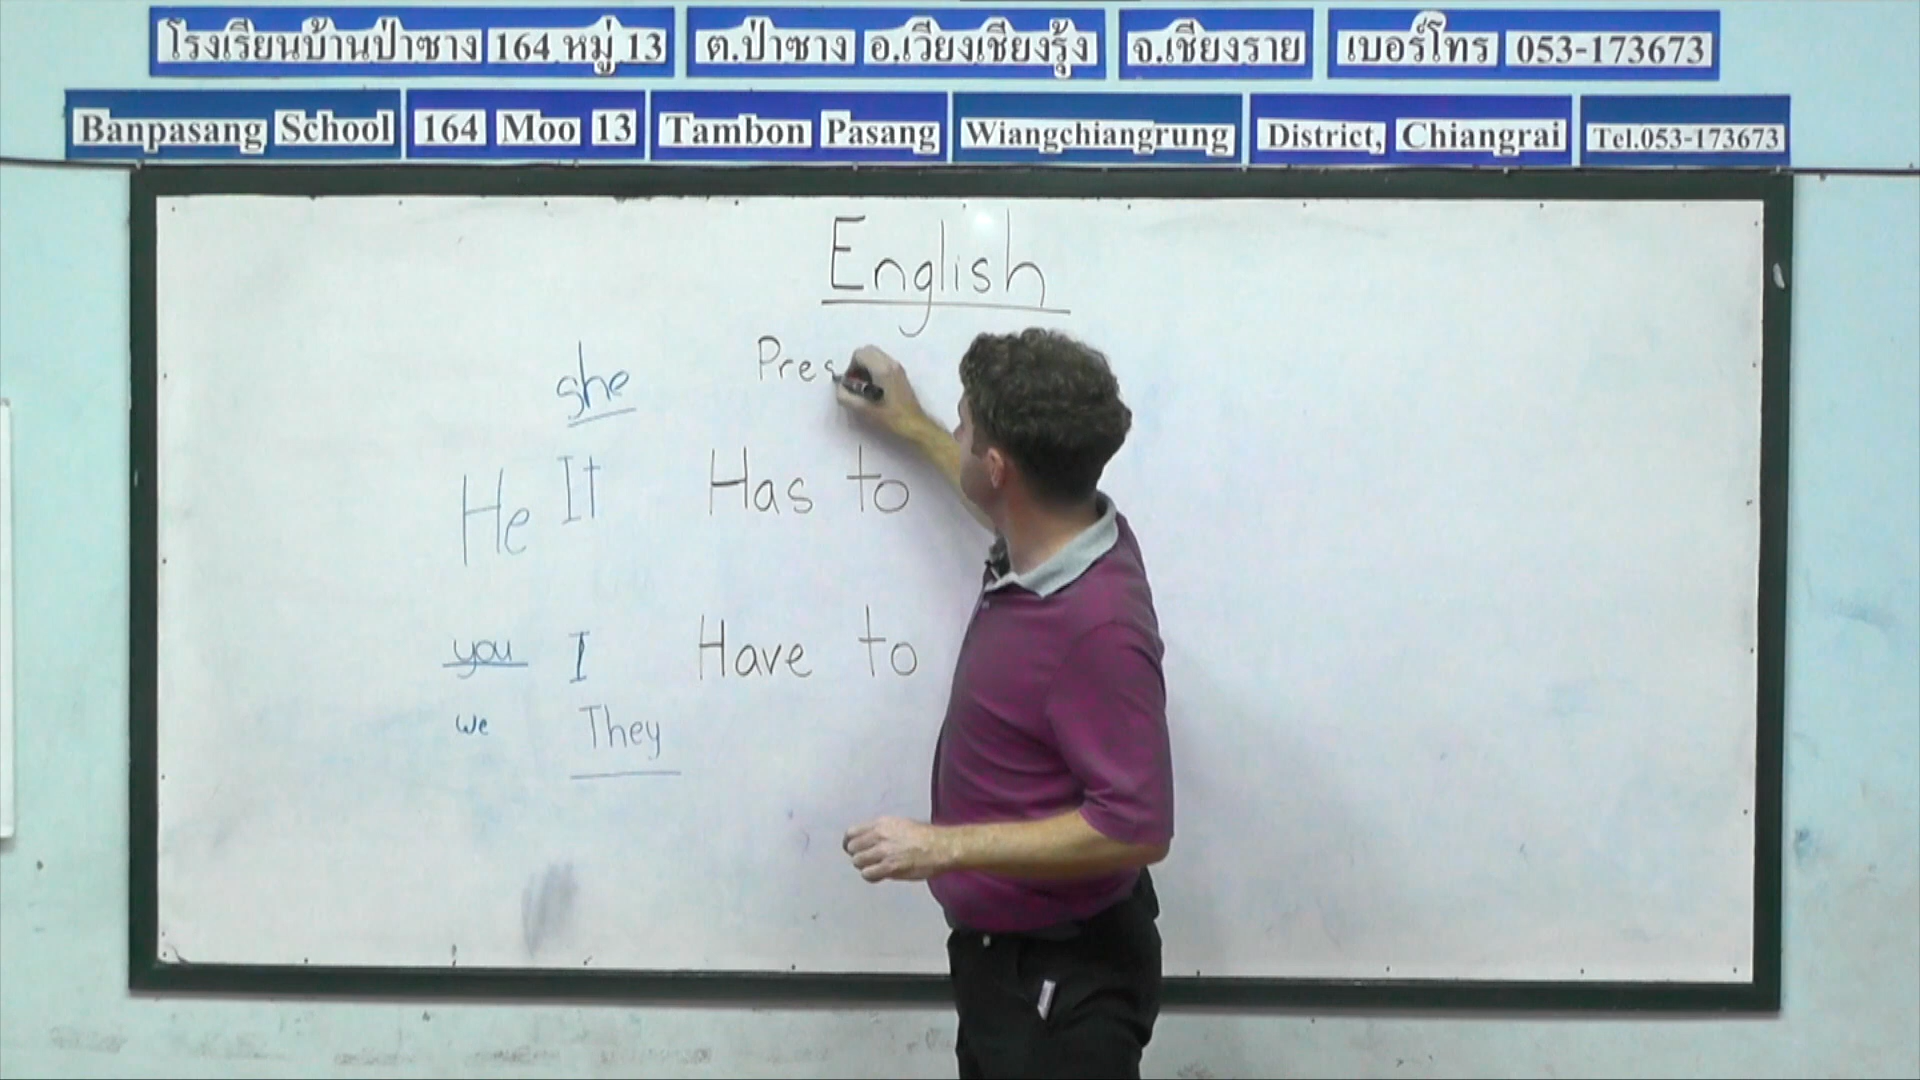 โรงเรียนบ้านป่าซาง 164 หมู่ 13 ต.ป่าซาง อ.เวียงเชียงรุ้ง จ.เชียงราย เบอร์โทร 053-173673
Banpasang School 164 Moo 13 Tambon Pasang Wiangchiangrung District, Chiangrai Tel.053-173673
English
she Pres
He It Has to
you I Have to
we They